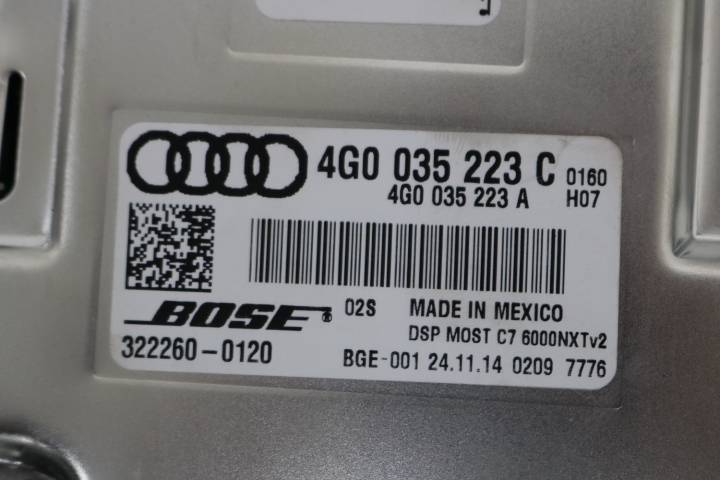 4G0 035 223 C 0160
4G0 035 223 A H07
BOSE 02S MADE IN MEXICO
DSP MOST C7 6000NXTv2
322260-0120 BGE-001 24.11.14 0209 7776